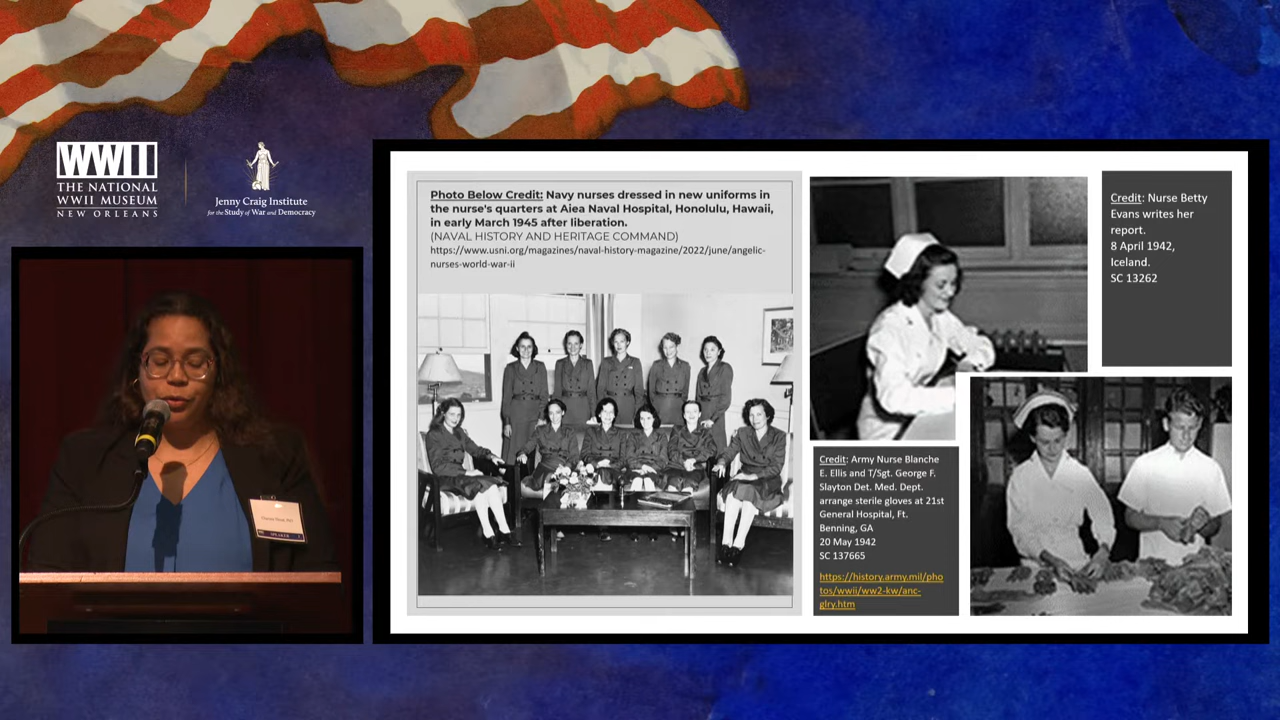 WWII
THE NATIONAL
WWII MUSEUM
NEW ORLEANS
Jenny Craig Institute
for the Study of War and Democracy
Photo Below Credit: Navy nurses dressed in new uniforms in
the nurse's quarters at Aiea Naval Hospital, Honolulu, Hawaii,
in early March 1945 after liberation.
(NAVAL HISTORY AND HERITAGE COMMAND)
https://www.usni.org/magazines/naval-history-magazine/2022/june/angelic-
nurses-world-war-ii
Credit: Nurse Betty
Evans writes her
report.
8 April 1942,
Iceland.
SC 13262
Credit: Army Nurse Blanche
E. Ellis and T/Sgt. George F.
Slayton Det. Med. Dept.
arrange sterile gloves at 21st
General Hospital, Ft.
Benning, GA
20 May 1942
SC 137665
https://history.army.mil/pho
tos/wwii/ww2-kw/anc-
glry.htm
SPEAKER